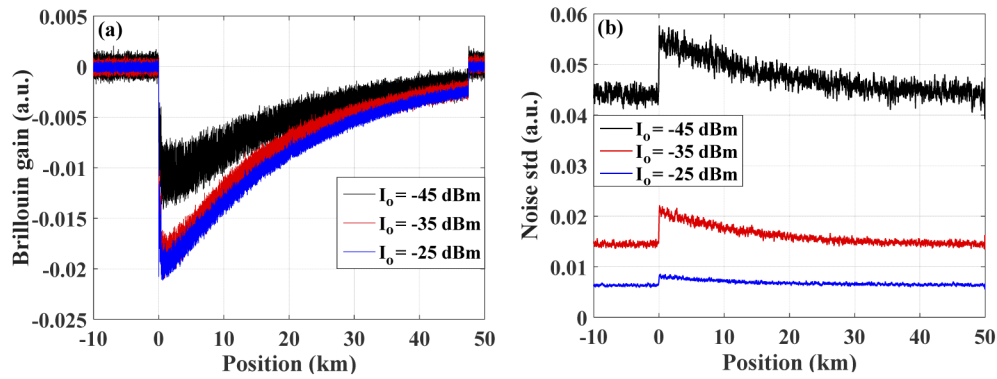 (a)
Brillouin gain (a.u.)
0.005
0
-0.005
-0.01
-0.015
-0.02
-0.025
I₀ = -45 dBm
I₀ = -35 dBm
I₀ = -25 dBm
-10 0 10 20 30 40 50
Position (km)
(b)
Noise std (a.u.)
0.06
0.05
0.04
0.03
0.02
0.01
0
I₀ = -45 dBm
I₀ = -35 dBm
I₀ = -25 dBm
-10 0 10 20 30 40 50
Position (km)